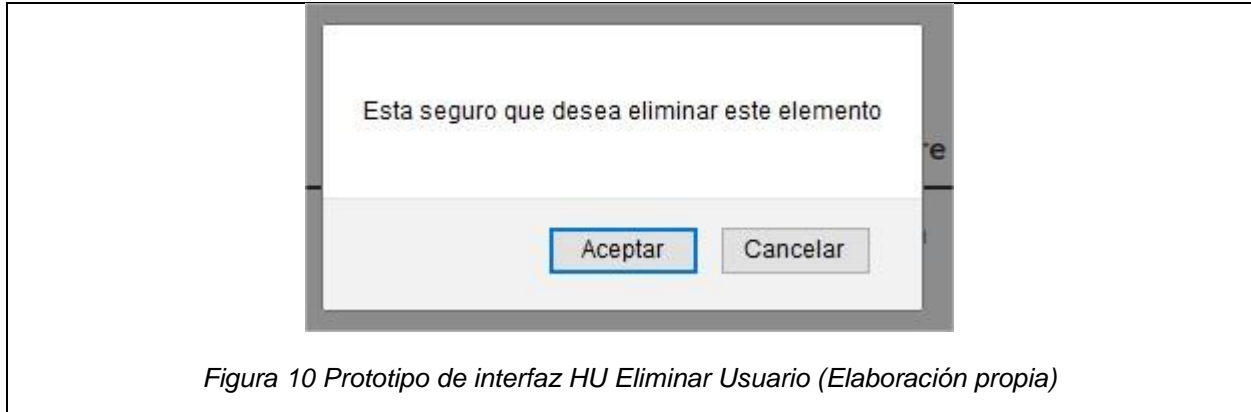 Esta seguro que desea eliminar este elemento
re
Aceptar Cancelar
Figura 10 Prototipo de interfaz HU Eliminar Usuario (Elaboración propia)